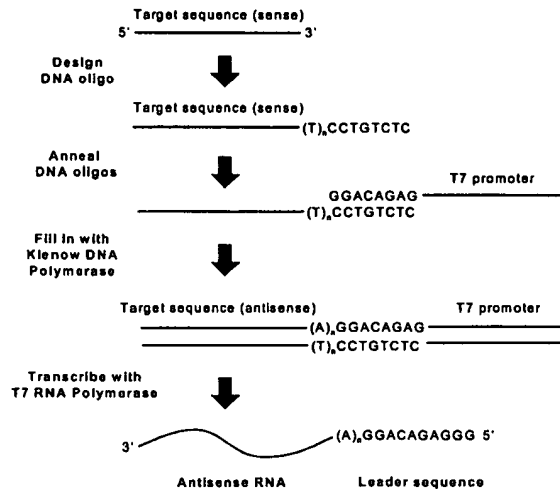 Target sequence (sense)
5' 3'
Design
DNA oligo
Target sequence (sense)
(T)nCCTGTCTC
Anneal
DNA oligos
GGACAGAG T7 promoter
(T)nCCTGTCTC
Fill in with
Klenow DNA
Polymerase
Target sequence (antisense) T7 promoter
(A)nGGACAGAG
(T)nCCTGTCTC
Transcribe with
T7 RNA Polymerase
3' (A)nGGACAGAGGG 5'
Antisense RNA Leader sequence